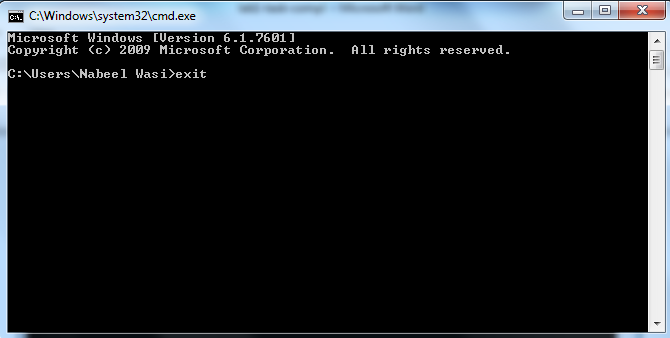 C:\Windows\system32\cmd.exe
Microsoft Windows [Version 6.1.7601]
Copyright (c) 2009 Microsoft Corporation.  All rights reserved.
C:\Users\Nabeel Wasi>exit